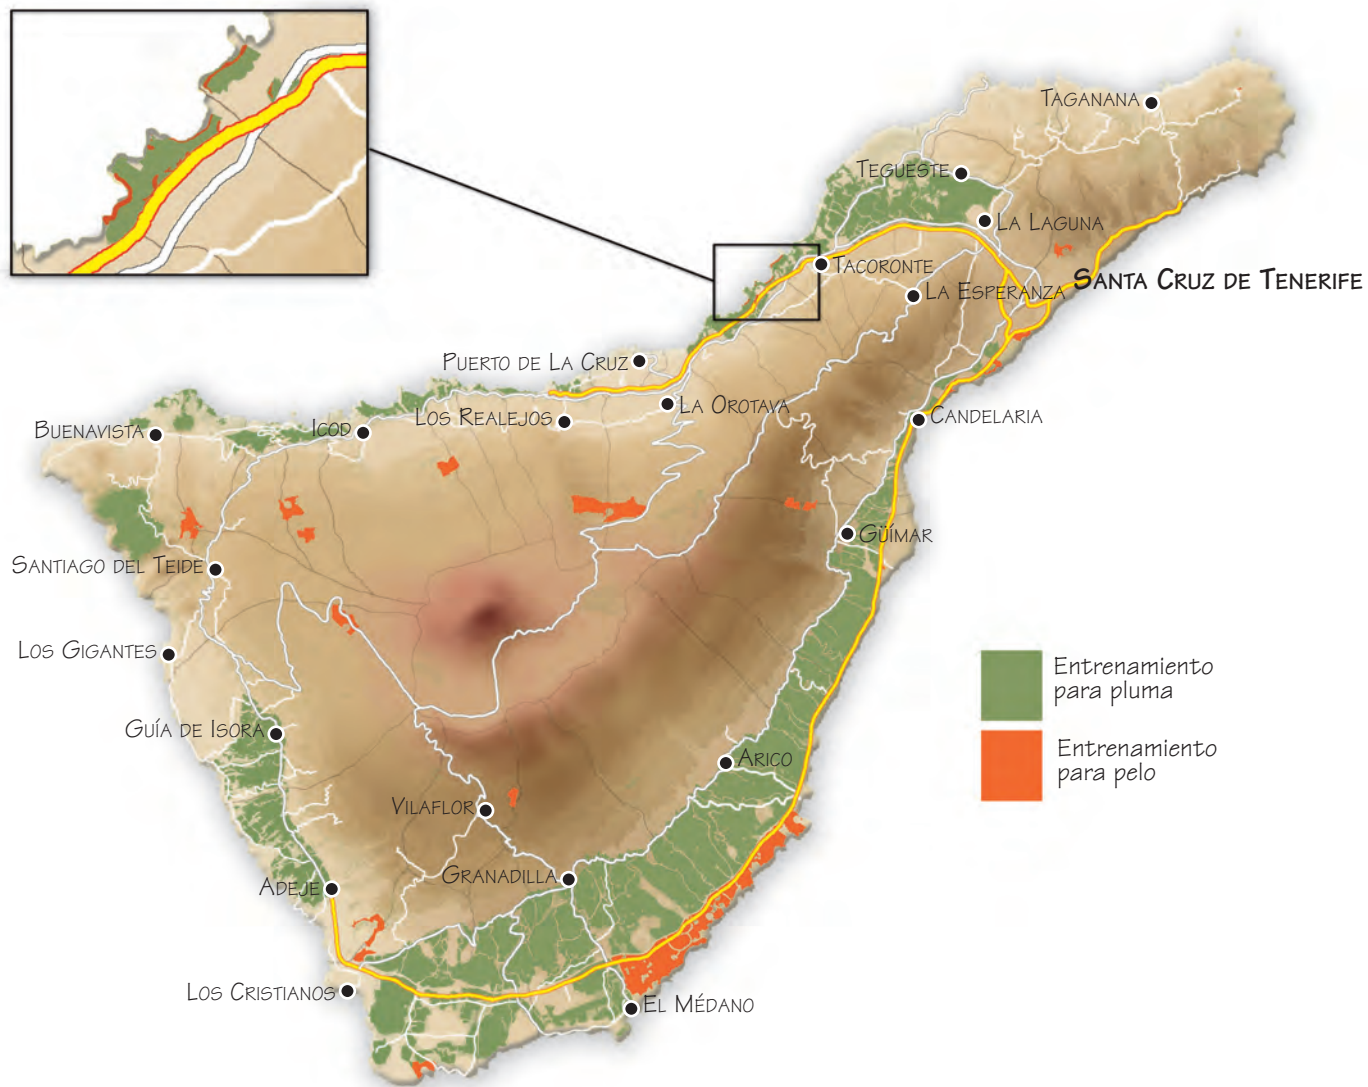 Taganana
Tegueste
La Laguna
Tacoronte
La Esperanza
Santa Cruz de Tenerife
Puerto de La Cruz
La Orotava
Los Realejos
Icod
Buenavista
Candelaria
Güímar
Santiago del Teide
Los Gigantes
Guía de Isora
Arico
Vilaflor
Granadilla
Adeje
Los Cristianos
El Médano
Entrenamiento
para pluma
Entrenamiento
para pelo